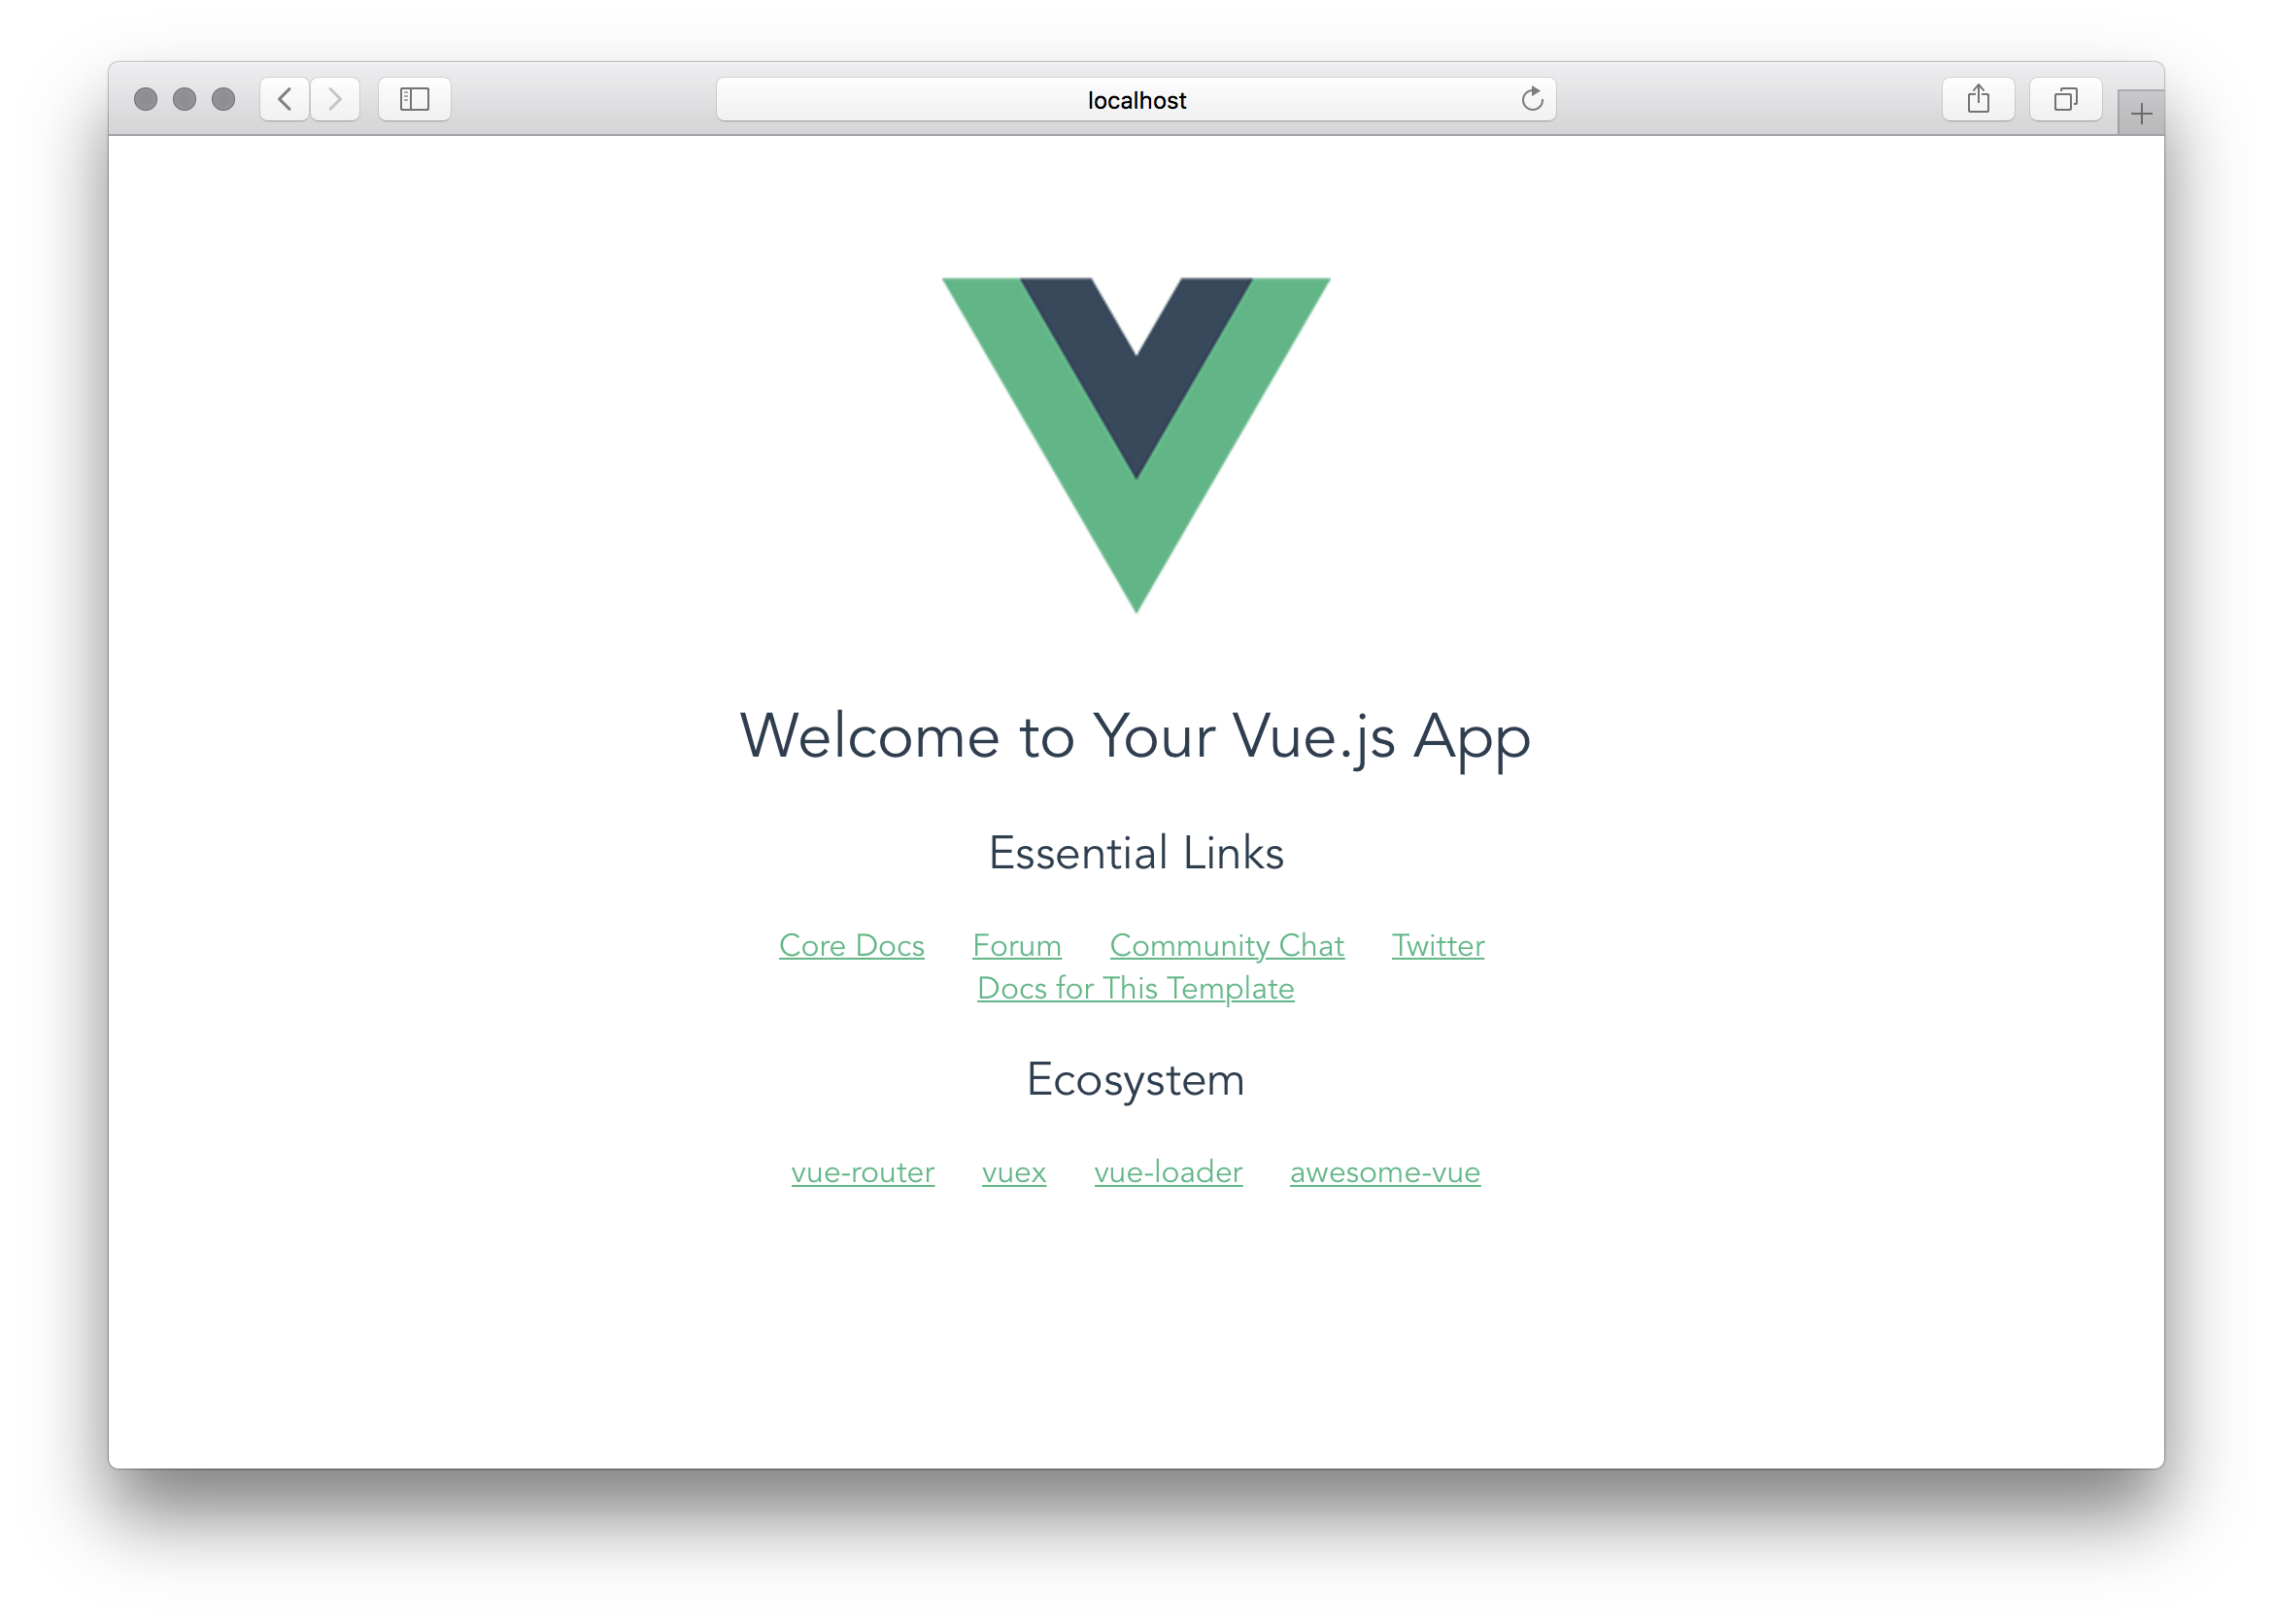 localhost
Welcome to Your Vue.js App
Essential Links
Core Docs Forum Community Chat Twitter
Docs for This Template
Ecosystem
vue-router vuex vue-loader awesome-vue